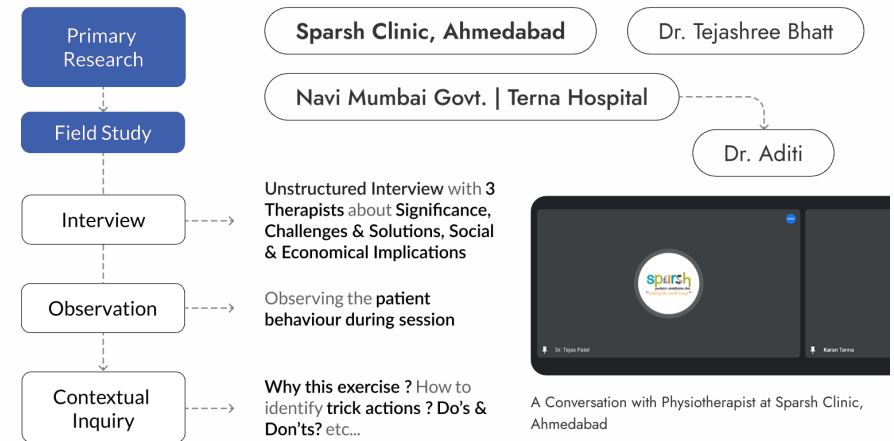 Primary
Research
Sparsh Clinic, Ahmedabad
Dr. Tejashree Bhatt
Navi Mumbai Govt. | Terna Hospital
Field Study
Dr. Aditi
Interview
Unstructured Interview with 3
Therapists about Significance,
Challenges & Solutions, Social
& Economical Implications
Observation
Observing the patient
behaviour during session
Contextual
Inquiry
Why this exercise ? How to
identify trick actions ? Do's &
Don'ts? etc...
sparsh
Dr. Tejas Patel
Karan Tanna
A Conversation with Physiotherapist at Sparsh Clinic,
Ahmedabad